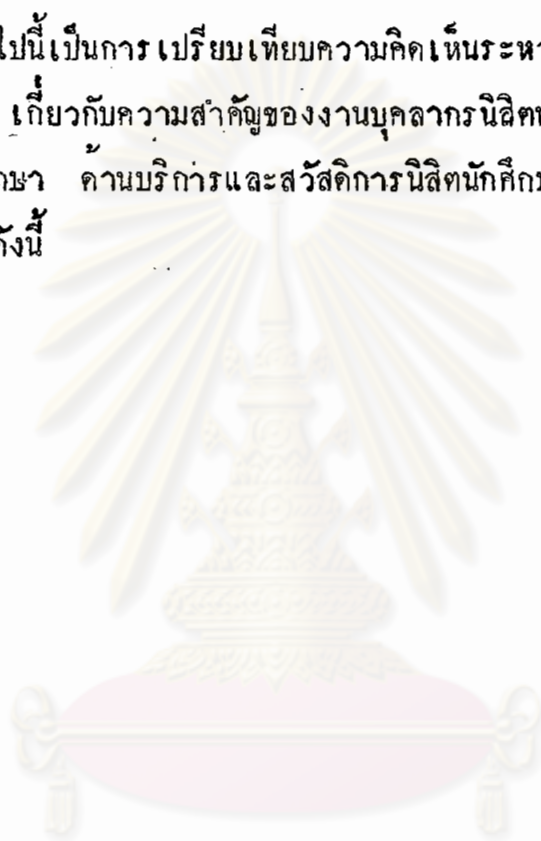 ไปนี้เป็นการเปรียบเทียบความคิดเห็นระหว
เกี่ยวกับความสำคัญของงานบุคลากรนิสิต
ด้านบริการและสวัสดิการนิสิตนักศึกษ
ดังนี้